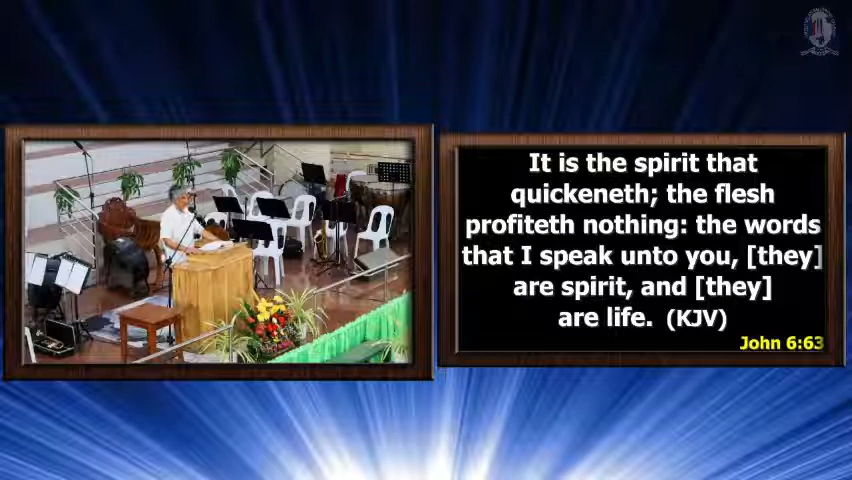 It is the spirit that
quickeneth; the flesh
profiteth nothing: the words
that I speak unto you, [they]
are spirit, and [they]
are life. (KJV)
John 6:63